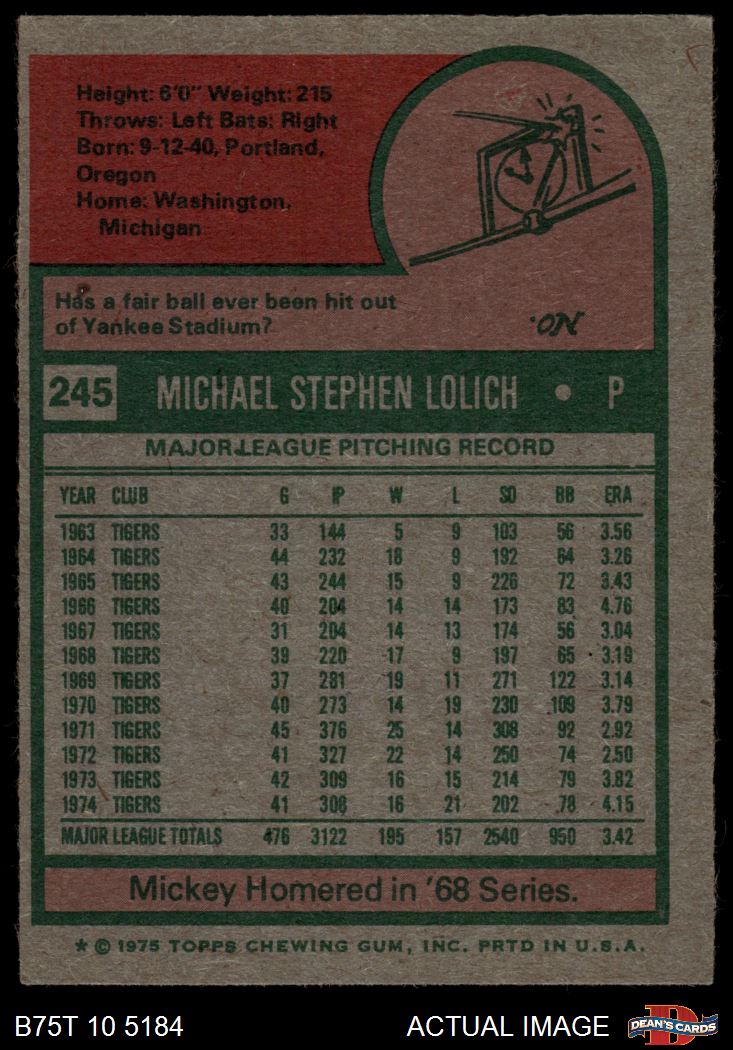 Height: 6'0" Weight: 215
Throws: Left Bats: Right
Born: 9-12-40, Portland,
Oregon
Home: Washington,
Michigan
Has a fair ball ever been hit out
of Yankee Stadium?
No.
245 MICHAEL STEPHEN LOLICH • P
MAJOR LEAGUE PITCHING RECORD
YEAR CLUB G IP W L SO BB ERA
1963 TIGERS 33 144 5 9 103 56 3.56
1964 TIGERS 44 232 18 9 192 64 3.26
1965 TIGERS 43 244 15 9 226 72 3.43
1966 TIGERS 40 204 14 14 173 83 4.76
1967 TIGERS 31 204 14 13 174 56 3.04
1968 TIGERS 39 220 17 9 197 65 3.19
1969 TIGERS 37 281 19 11 271 122 3.14
1970 TIGERS 40 273 14 19 230 109 3.79
1971 TIGERS 45 376 25 14 308 92 2.92
1972 TIGERS 41 327 22 14 250 74 2.50
1973 TIGERS 42 309 16 15 214 79 3.82
1974 TIGERS 41 308 16 21 202 78 4.15
MAJOR LEAGUE TOTALS 476 3122 195 157 2540 950 3.42
Mickey Homered in '68 Series.
* © 1975 TOPPS CHEWING GUM, INC. PRTD IN U.S.A.
B75T 10 5184 ACTUAL IMAGE D DEAN'S CARDS